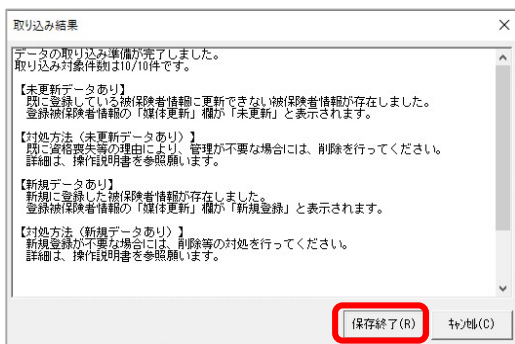 取り込み結果
データの取り込み準備が完了しました。
取り込み対象件数は10/10件です。
【未更新データあり】
既に登録している被保険者情報に更新できない被保険者情報が存在しました。
登録被保険者情報の「媒体更新」欄が「未更新」と表示されます。
【対処方法（未更新データあり）】
既に資格喪失等の理由により、管理が不要な場合には、削除を行ってください。
詳細は、操作説明書を参照願います。
【新規データあり】
新規に登録した被保険者情報が存在しました。
登録被保険者情報の「媒体更新」欄が「新規登録」と表示されます。
【対処方法（新規データあり）】
新規登録が不要な場合には、削除等の対処を行ってください。
詳細は、操作説明書を参照願います。
保存終了(R)
ｷｬﾝｾﾙ(C)